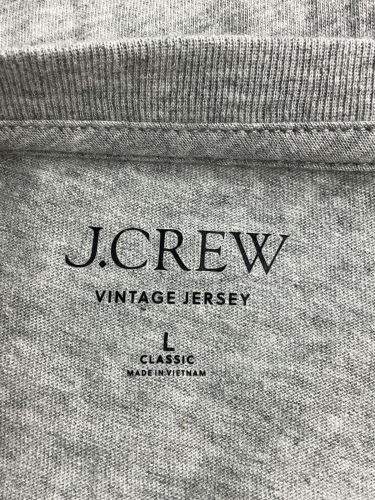 J.CREW
VINTAGE JERSEY
L
CLASSIC
MADE IN VIETNAM